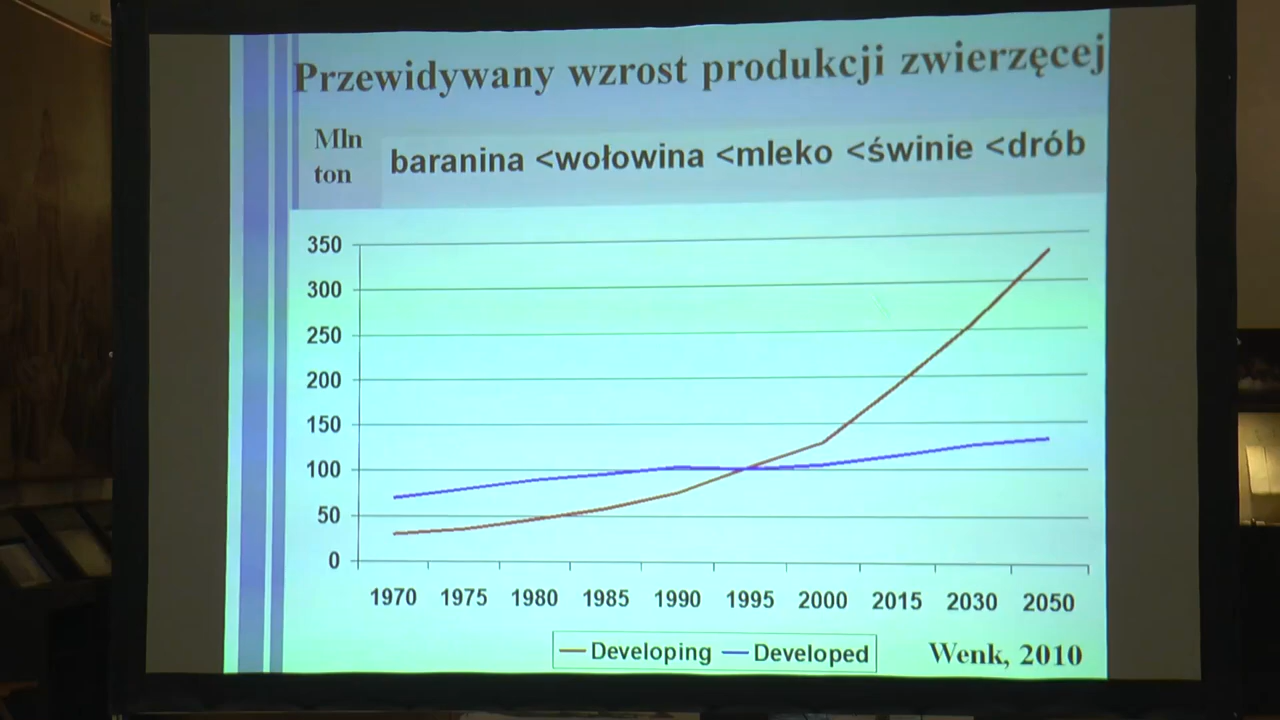 Przewidywany wzrost produkcji zwierzęcej
Mln
ton
baranina <wołowina <mleko <świnie <drób
350
300
250
200
150
100
50
0
1970 1975 1980 1985 1990 1995 2000 2015 2030 2050
Developing Developed
Wenk, 2010